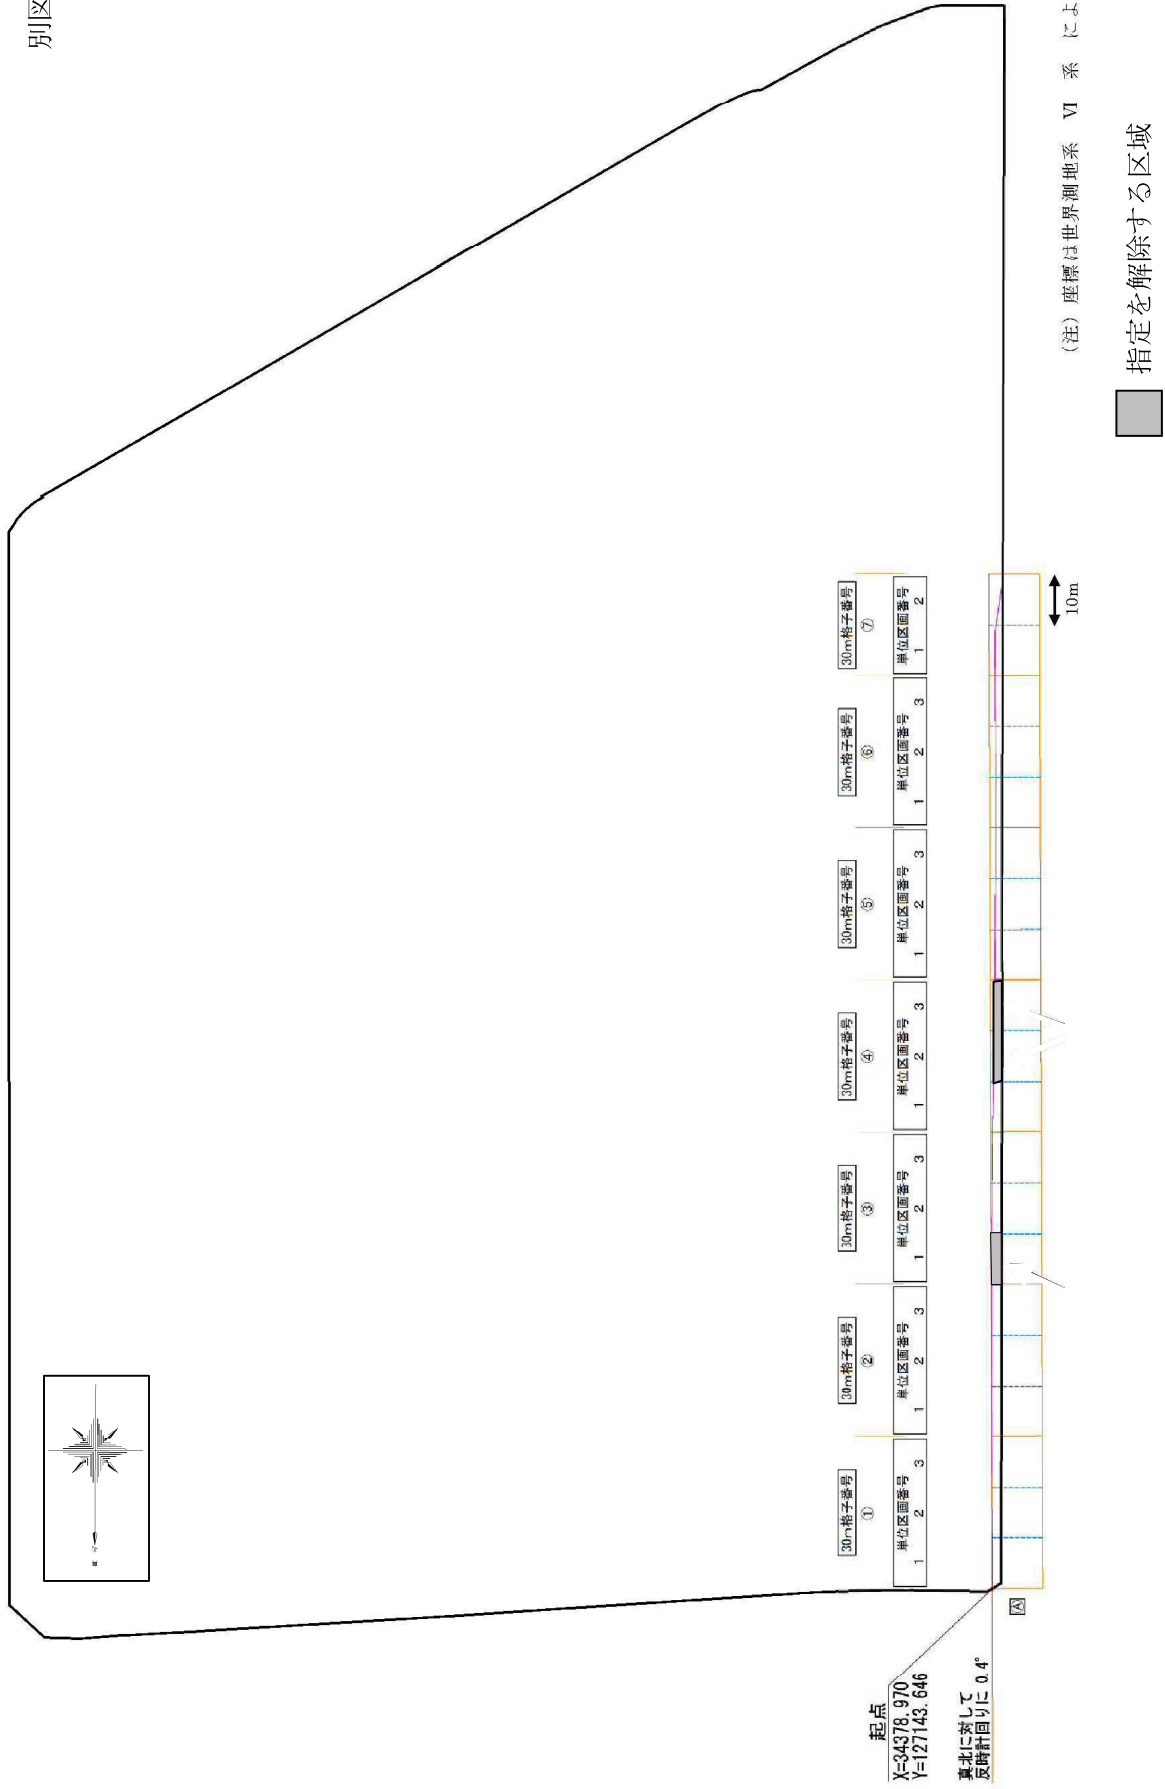 別図
30m格子番号
①
単位区画番号
1 2 3
30m格子番号
②
単位区画番号
1 2 3
30m格子番号
③
単位区画番号
1 2 3
30m格子番号
④
単位区画番号
1 2 3
30m格子番号
⑤
単位区画番号
1 2 3
30m格子番号
⑥
単位区画番号
1 2 3
30m格子番号
⑦
単位区画番号
1 2
起点
X=34378.970
Y=127143.646
真北に対して
反時計回りに 0.4°
A
10m
(注) 座標は世界測地系 Ⅵ 系 によ
指定を解除する区域